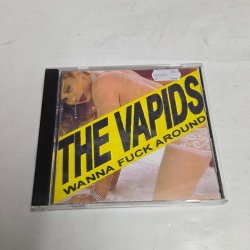 THE VAPIDS
WANNA FUCK AROUND